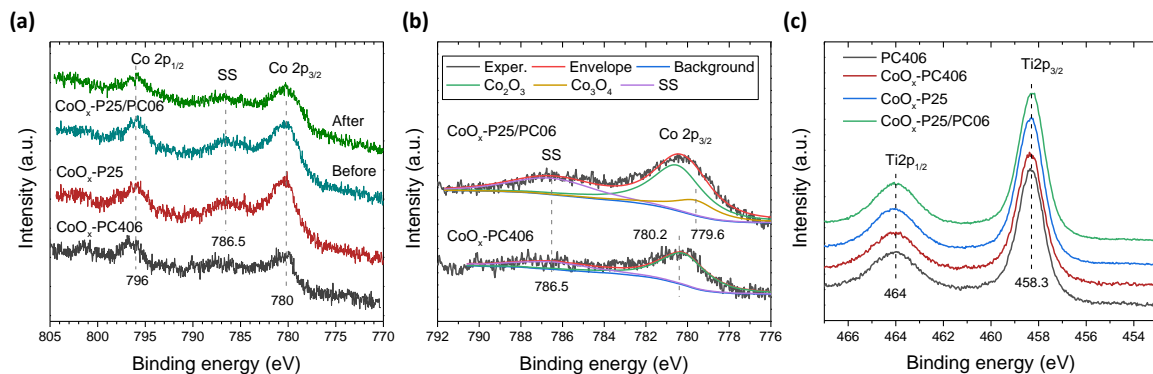 (a)
Co 2p1/2
SS
Co 2p3/2
CoOx-P25/PC06
After
CoOx-P25
Before
CoOx-PC406
786.5
796
780
805 800 795 790 785 780 775 770
Binding energy (eV)
Intensity (a.u.)
(b)
Exper. Envelope Background
Co2O3 Co3O4 SS
CoOx-P25/PC06
Co 2p3/2
SS
780.2 779.6
CoOx-PC406
786.5
792 790 788 786 784 782 780 778 776
Binding energy (eV)
Intensity (a.u.)
(c)
PC406
CoOx-PC406
CoOx-P25
CoOx-P25/PC06
Ti2p3/2
Ti2p1/2
464
458.3
466 464 462 460 458 456 454
Binding energy (eV)
Intensity (a.u.)